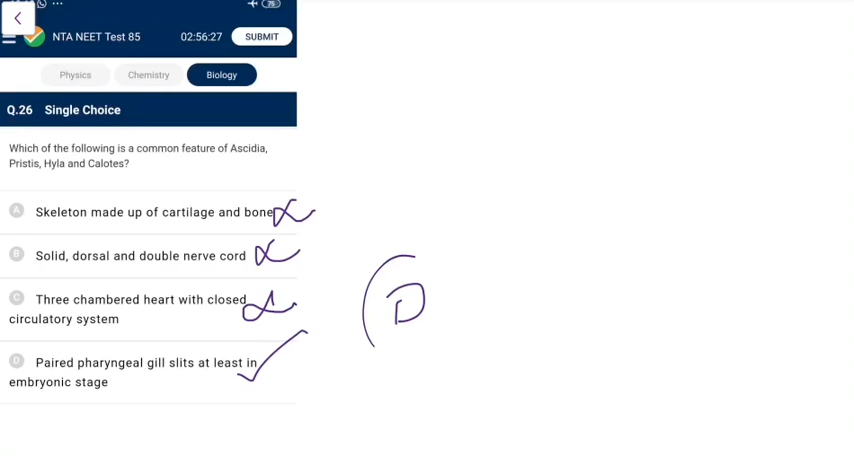 75
NTA NEET Test 85
02:56:27
SUBMIT
Physics
Chemistry
Biology
Q.26 Single Choice
Which of the following is a common feature of Ascidia,
Pristis, Hyla and Calotes?
A Skeleton made up of cartilage and bone
B Solid, dorsal and double nerve cord
C Three chambered heart with closed
circulatory system
D Paired pharyngeal gill slits at least in
embryonic stage
(D